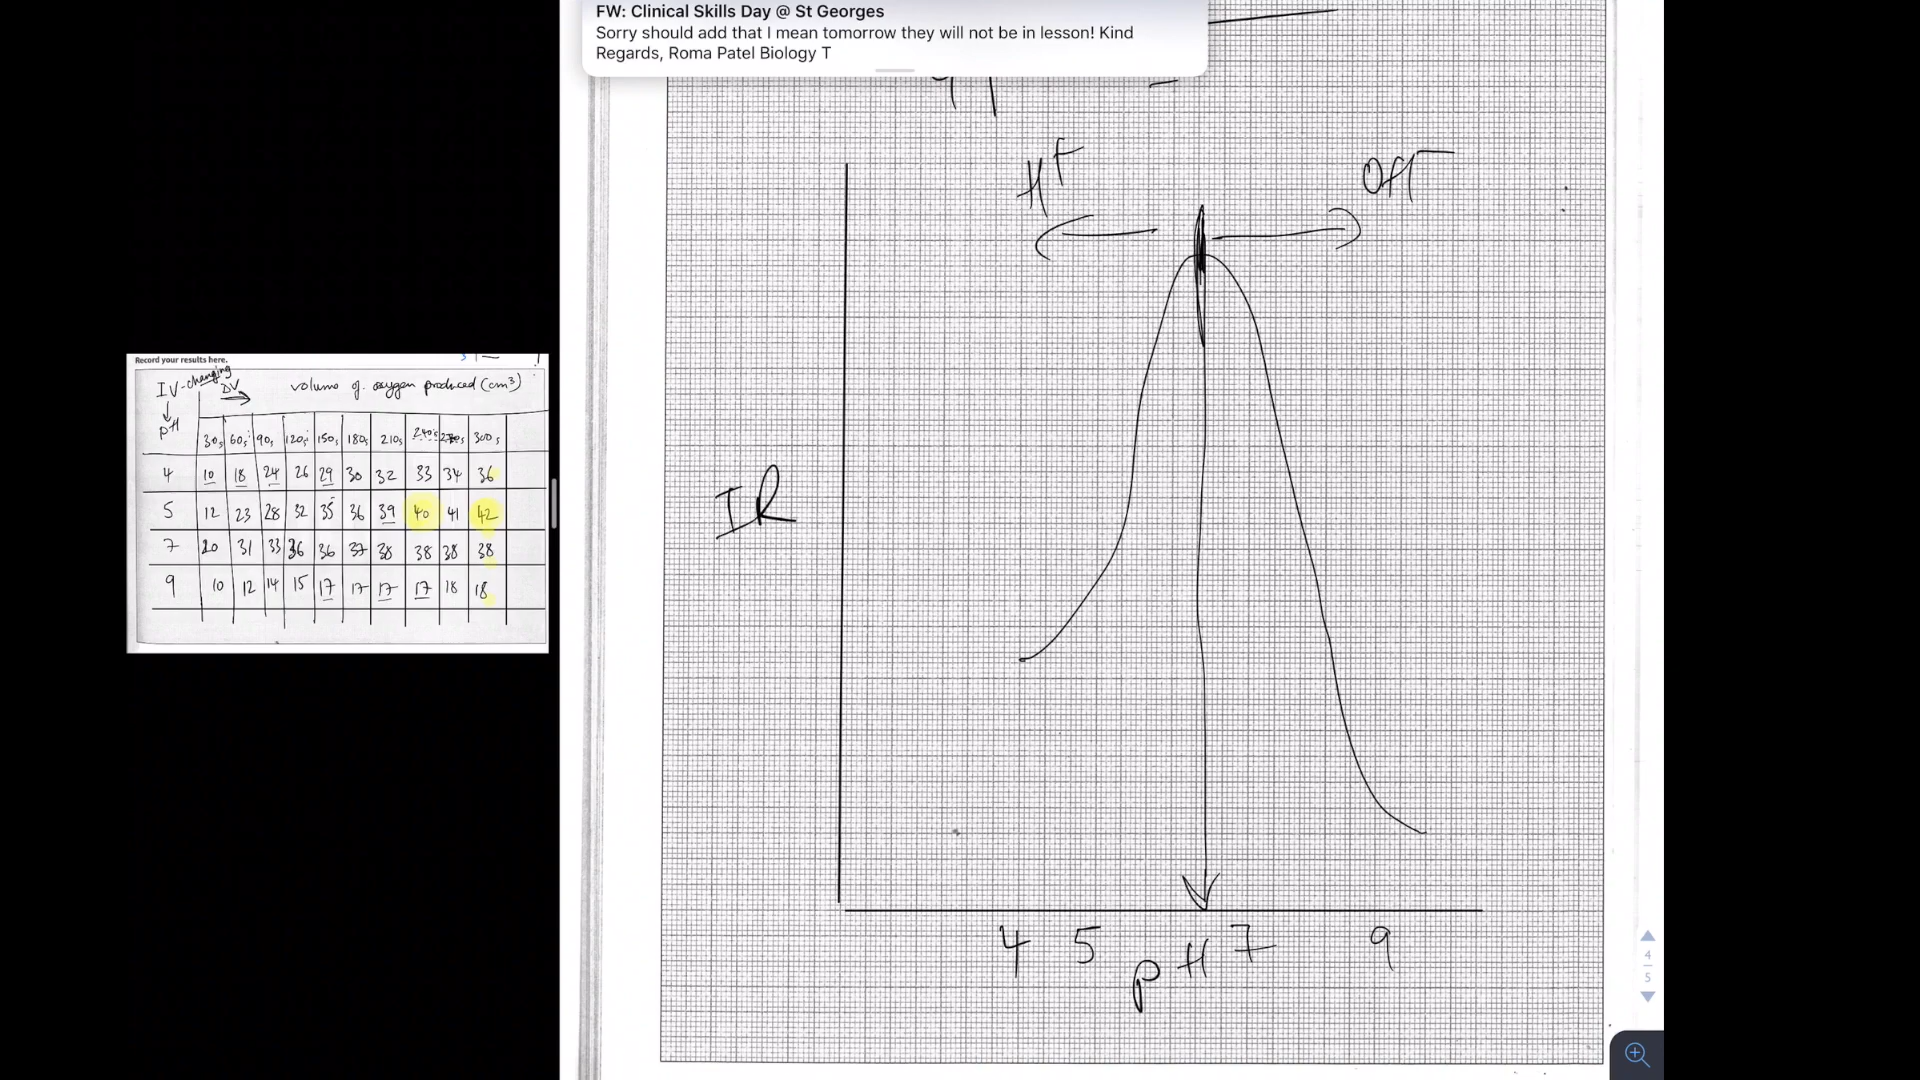 FW: Clinical Skills Day @ St Georges
Sorry should add that I mean tomorrow they will not be in lesson! Kind
Regards, Roma Patel Biology T
Record your results here.
IV-changing
DV
volume of oxygen produced (cm³)
pH
30s 60s 90s 120s 150s 180s 210s 240s 270s 300s
4 10 18 24 26 29 30 32 33 34 36
5 12 23 28 32 35 36 39 40 41 42
7 20 31 33 36 36 37 38 38 38 38
9 10 12 14 15 17 17 17 17 18 18
H+ OH-
IR
4 5 7 9
pH
4
5